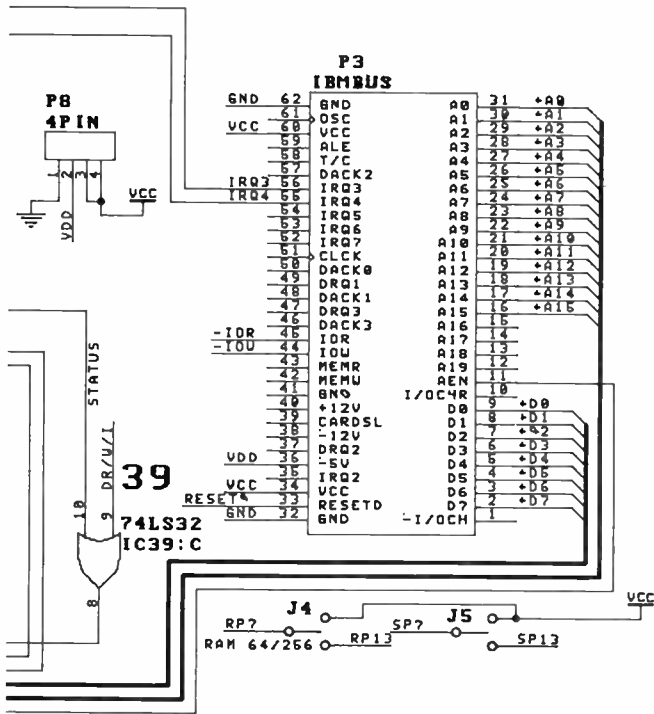 P3
IBMBUS
P8
4PIN
1 2 3 4
VCC
VDD
GND 62 GND A0 31 +A0
61 OSC A1 30 +A1
VCC 60 VCC A2 29 +A2
59 ALE A3 28 +A3
58 T/C A4 27 +A4
57 DACK2 A5 26 +A5
IRQ3 56 IRQ3 A6 25 +A6
IRQ4 55 IRQ4 A7 24 +A7
54 IRQ5 A8 23 +A8
53 IRQ6 A9 22 +A9
52 IRQ7 A10 21 +A10
51 CLCK A11 20 +A11
50 DACK0 A12 19 +A12
49 DRQ1 A13 18 +A13
48 DACK1 A14 17 +A14
47 DRQ3 A15 16 +A15
46 DACK3 A16 15
-IOR 45 IOR A17 14
-IOW 44 IOW A18 13
43 MEMR A19 12
42 MEMW AEN 11
41 GND I/OC4R 10
40 +12V D0 9 +D0
39 CARDSL D1 8 +D1
38 -12V D2 7
37 DRQ2 D3 6 +D3
VDD 36 -5V D4 5 +D4
35 IRQ2 D5 4 +D5
VCC 34 VCC D6 3 +D6
RESET 33 RESETD D7 2 +D7
GND 32 GND -I/OCH 1
STATUS
DR/W/I
39
10 9
74LS32
IC39:C
8
J4
J5
VCC
RP7
SP7
RAM 64/256
RP13
SP13